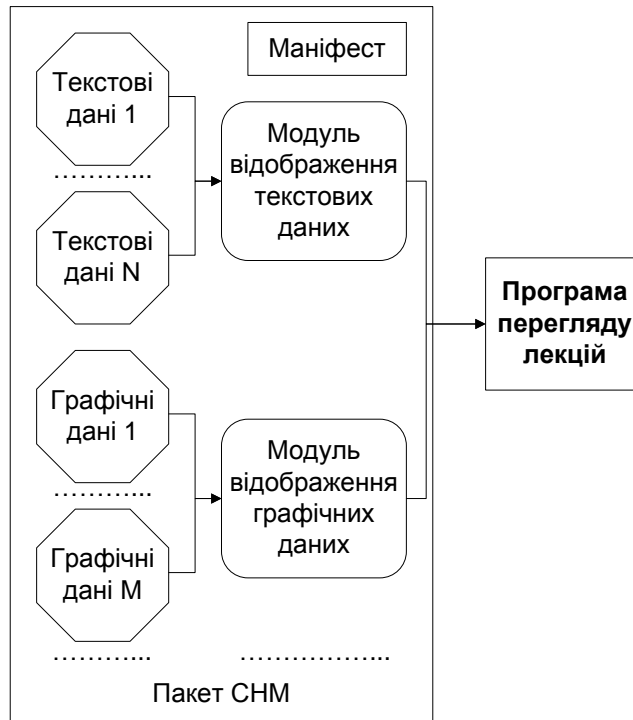 Маніфест
Текстові
дані 1
…………...
Текстові
дані N
Модуль
відображення
текстових
даних
Графічні
дані 1
…………...
Графічні
дані M
Модуль
відображення
графічних
даних
…………...
……………...
Пакет СНМ
Програма
перегляду
лекцій